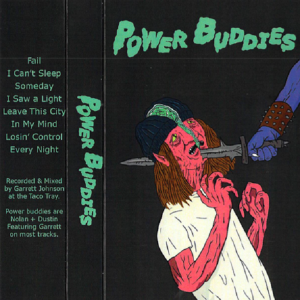 Fall
I Can't Sleep
Someday
I Saw a Light
Leave This City
In My Mind
Losin' Control
Every Night
Recorded & Mixed
by Garrett Johnson
at the Taco Tray.
Power buddies are
Nolan + Dustin
Featuring Garrett
on most tracks.
POWER BUDDIES
POWER BUDDIES